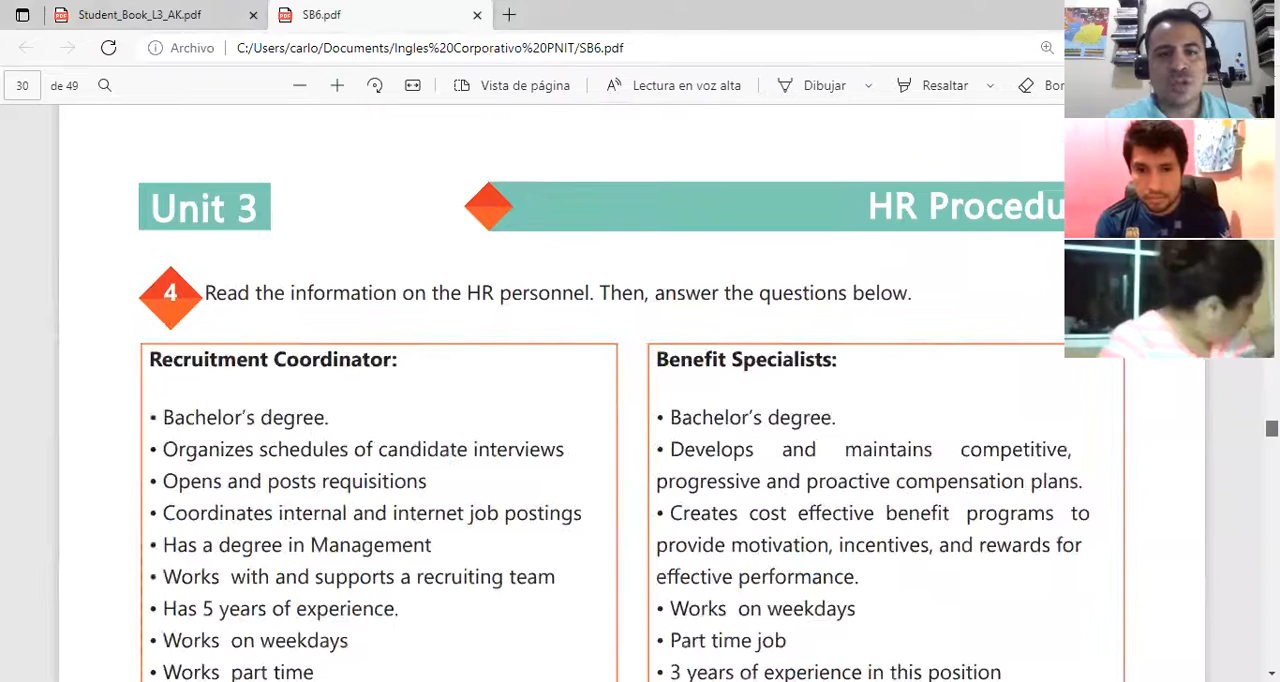 Student_Book_L3_AK.pdf
SB6.pdf
Archivo
C:/Users/carlo/Documents/Ingles%20Corporativo%20PNIT/SB6.pdf
30
de 49
Vista de página
Lectura en voz alta
Dibujar
Resaltar
Bor
Unit 3
HR Procedu
4
Read the information on the HR personnel. Then, answer the questions below.
Recruitment Coordinator:
• Bachelor's degree.
• Organizes schedules of candidate interviews
• Opens and posts requisitions
• Coordinates internal and internet job postings
• Has a degree in Management
• Works with and supports a recruiting team
• Has 5 years of experience.
• Works on weekdays
• Works part time
Benefit Specialists:
• Bachelor's degree.
• Develops and maintains competitive,
progressive and proactive compensation plans.
• Creates cost effective benefit programs to
provide motivation, incentives, and rewards for
effective performance.
• Works on weekdays
• Part time job
• 3 years of experience in this position